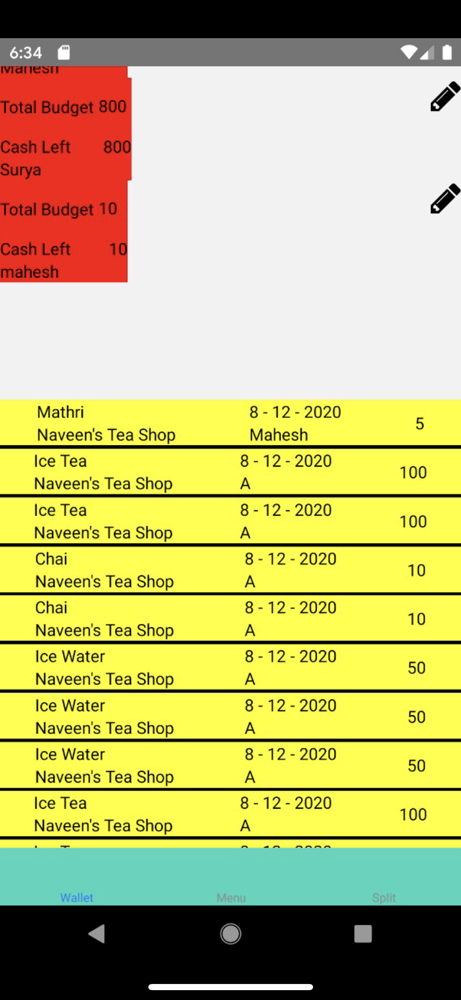 6:34
Mahesh
Total Budget 800
Cash Left 800
Surya
Total Budget 10
Cash Left 10
mahesh
Mathri 8 - 12 - 2020
5
Naveen's Tea Shop Mahesh
Ice Tea 8 - 12 - 2020
100
Naveen's Tea Shop A
Ice Tea 8 - 12 - 2020
100
Naveen's Tea Shop A
Chai 8 - 12 - 2020
10
Naveen's Tea Shop A
Chai 8 - 12 - 2020
10
Naveen's Tea Shop A
Ice Water 8 - 12 - 2020
50
Naveen's Tea Shop A
Ice Water 8 - 12 - 2020
50
Naveen's Tea Shop A
Ice Water 8 - 12 - 2020
50
Naveen's Tea Shop A
Ice Tea 8 - 12 - 2020
100
Naveen's Tea Shop A
Wallet Menu Split